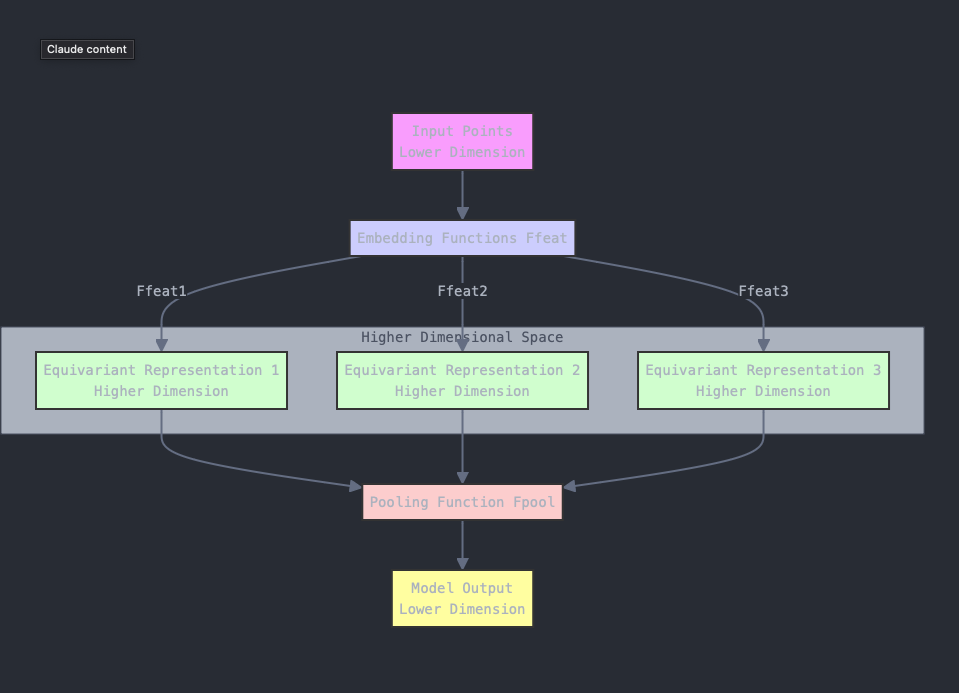 Claude content
Input Points
Lower Dimension
Embedding Functions Ffeat
Ffeat1
Ffeat2
Ffeat3
Higher Dimensional Space
Equivariant Representation 1
Higher Dimension
Equivariant Representation 2
Higher Dimension
Equivariant Representation 3
Higher Dimension
Pooling Function Fpool
Model Output
Lower Dimension